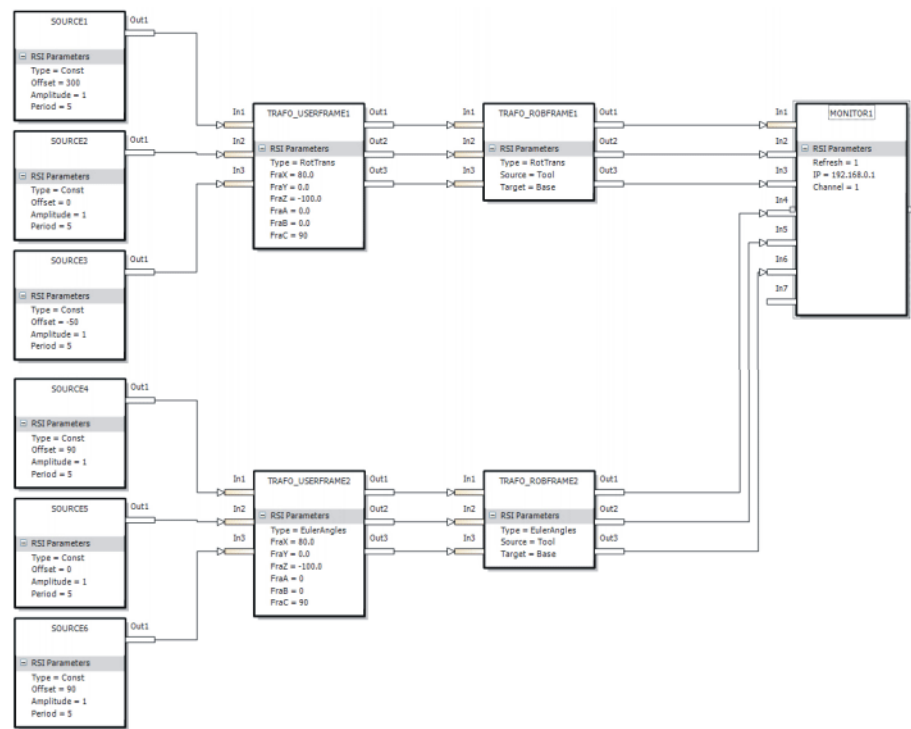 SOURCE1
Out1
RSI Parameters
Type = Const
Offset = 300
Amplitude = 1
Period = 5
SOURCE2
Out1
RSI Parameters
Type = Const
Offset = 0
Amplitude = 1
Period = 5
SOURCE3
Out1
RSI Parameters
Type = Const
Offset = -50
Amplitude = 1
Period = 5
In1
In2
In3
TRAFO_USERFRAME1
RSI Parameters
Type = RotTrans
FraX = 80.0
FraY = 0.0
FraZ = -100.0
FraA = 0.0
FraB = 0.0
FraC = 90
Out1
Out2
Out3
In1
In2
In3
TRAFO_ROBFRAME1
RSI Parameters
Type = RotTrans
Source = Tool
Target = Base
Out1
Out2
Out3
In1
In2
In3
In4
In5
In6
In7
MONITOR1
RSI Parameters
Refresh = 1
IP = 192.168.0.1
Channel = 1
SOURCE4
Out1
RSI Parameters
Type = Const
Offset = 90
Amplitude = 1
Period = 5
SOURCE5
Out1
RSI Parameters
Type = Const
Offset = 0
Amplitude = 1
Period = 5
SOURCE6
Out1
RSI Parameters
Type = Const
Offset = 90
Amplitude = 1
Period = 5
In1
In2
In3
TRAFO_USERFRAME2
RSI Parameters
Type = EulerAngles
FraX = 80.0
FraY = 0.0
FraZ = -100.0
FraA = 0
FraB = 0
FraC = 90
Out1
Out2
Out3
In1
In2
In3
TRAFO_ROBFRAME2
RSI Parameters
Type = EulerAngles
Source = Tool
Target = Base
Out1
Out2
Out3